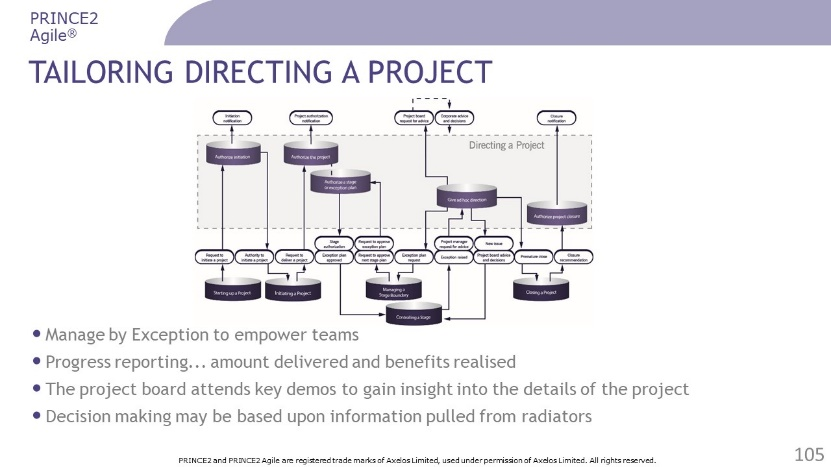 PRINCE2
Agile®
TAILORING DIRECTING A PROJECT
Initiation
notification
Project authorization
notification
Project board
request for advice
Corporate advice
and decisions
Closure
notification
Directing a Project
Authorize initiation
Authorize the project
Authorize a stage
or exception plan
Give ad hoc direction
Authorize project closure
Stage
authorization
Request to approve
exception plan
Project manager
request for advice
New issue
Request to
initiate a project
Authority to
initiate a project
Request to
deliver a project
Exception plan
approved
Request to approve
next stage plan
Exception plan
request
Exception raised
Project board advice
and decisions
Premature close
Closure
recommendation
Starting up a Project
Initiating a Project
Managing a
Stage Boundary
Closing a Project
Controlling a Stage
• Manage by Exception to empower teams
• Progress reporting... amount delivered and benefits realised
• The project board attends key demos to gain insight into the details of the project
• Decision making may be based upon information pulled from radiators
PRINCE2 and PRINCE2 Agile are registered trade marks of Axelos Limited, used under permission of Axelos Limited. All rights reserved.
105